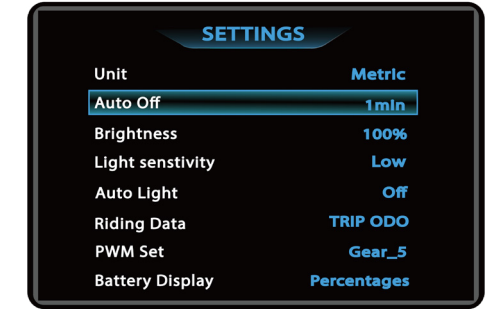 SETTINGS
Unit Metric
Auto Off 1min
Brightness 100%
Light senstivity Low
Auto Light Off
Riding Data TRIP ODO
PWM Set Gear_5
Battery Display Percentages